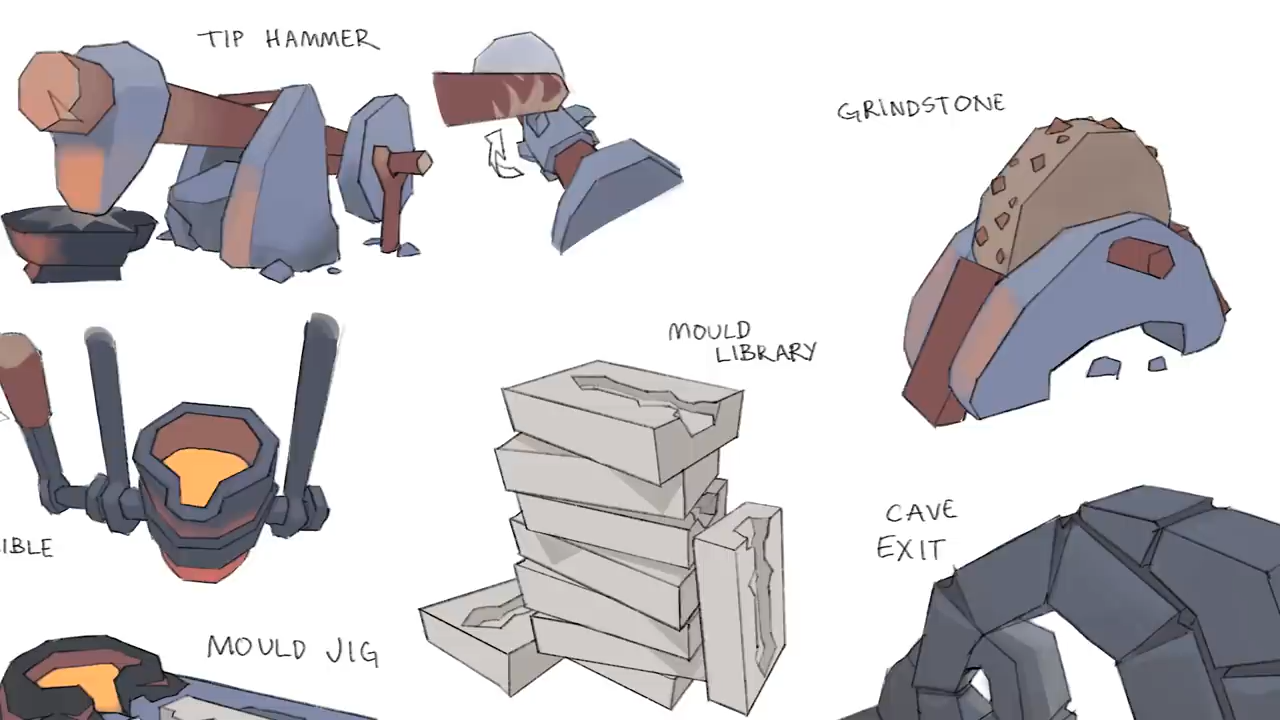 TIP HAMMER
GRINDSTONE
MOULD
LIBRARY
CAVE
EXIT
IBLE
MOULD JIG